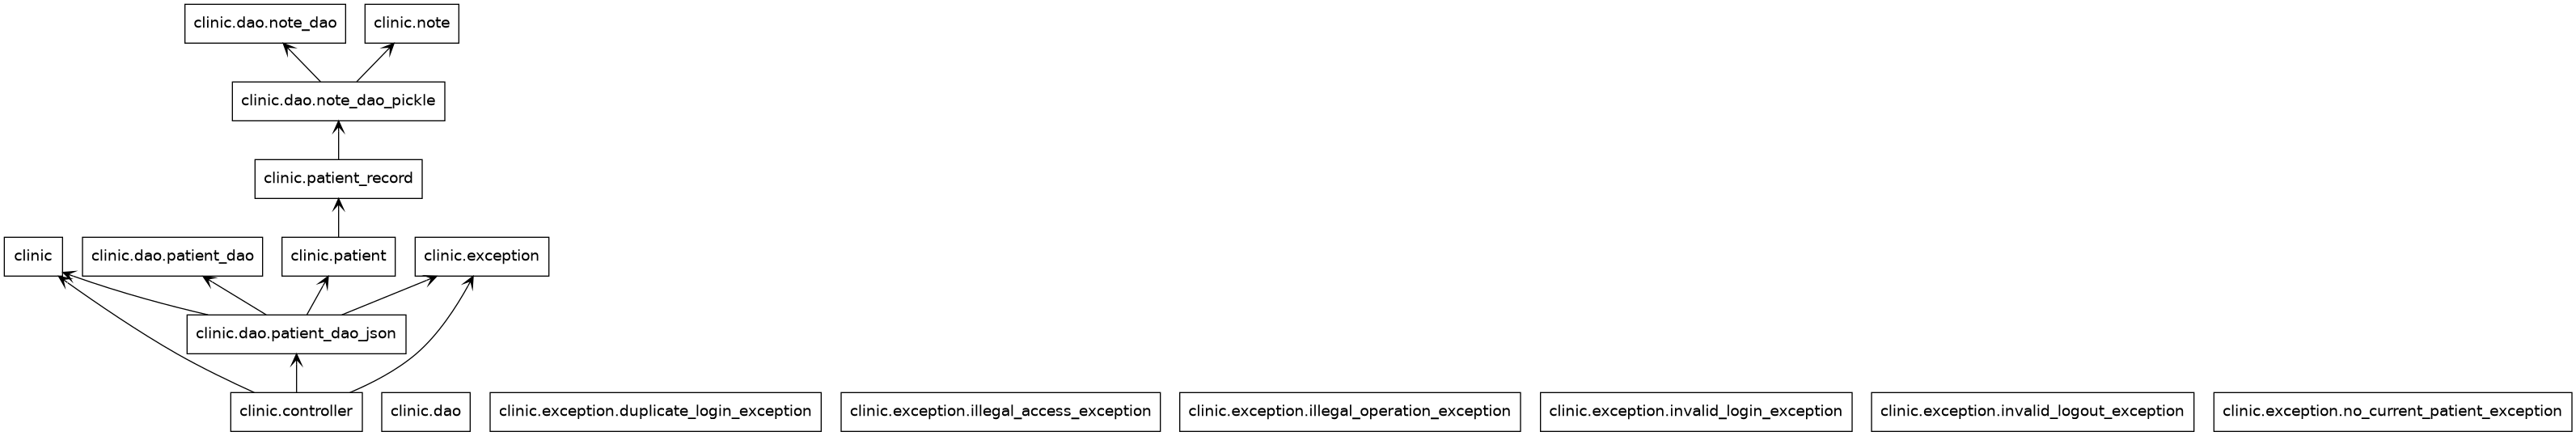 clinic.dao.note_dao
clinic.note
clinic.dao.note_dao_pickle
clinic.patient_record
clinic
clinic.dao.patient_dao
clinic.patient
clinic.exception
clinic.dao.patient_dao_json
clinic.controller
clinic.dao
clinic.exception.duplicate_login_exception
clinic.exception.illegal_access_exception
clinic.exception.illegal_operation_exception
clinic.exception.invalid_login_exception
clinic.exception.invalid_logout_exception
clinic.exception.no_current_patient_exception